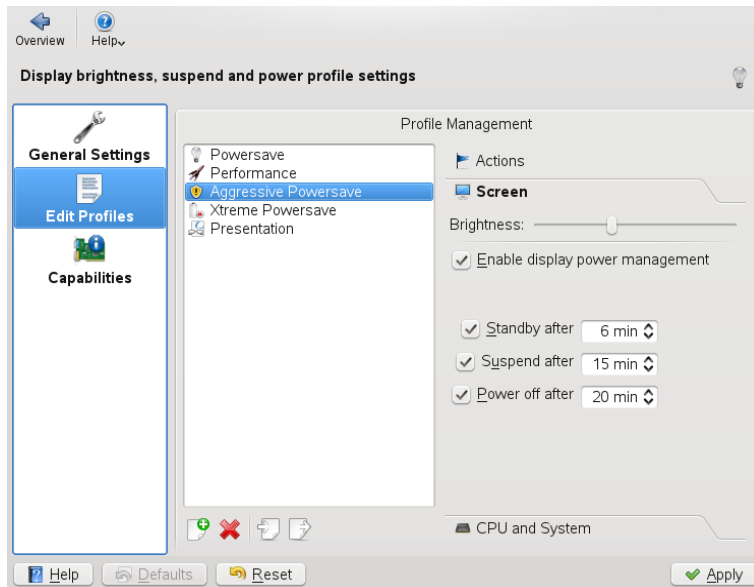 Overview
Help
Display brightness, suspend and power profile settings
General Settings
Edit Profiles
Capabilities
Profile Management
Powersave
Performance
Aggressive Powersave
Xtreme Powersave
Presentation
Actions
Screen
Brightness:
Enable display power management
Standby after 6 min
Suspend after 15 min
Power off after 20 min
CPU and System
Help
Defaults
Reset
Apply